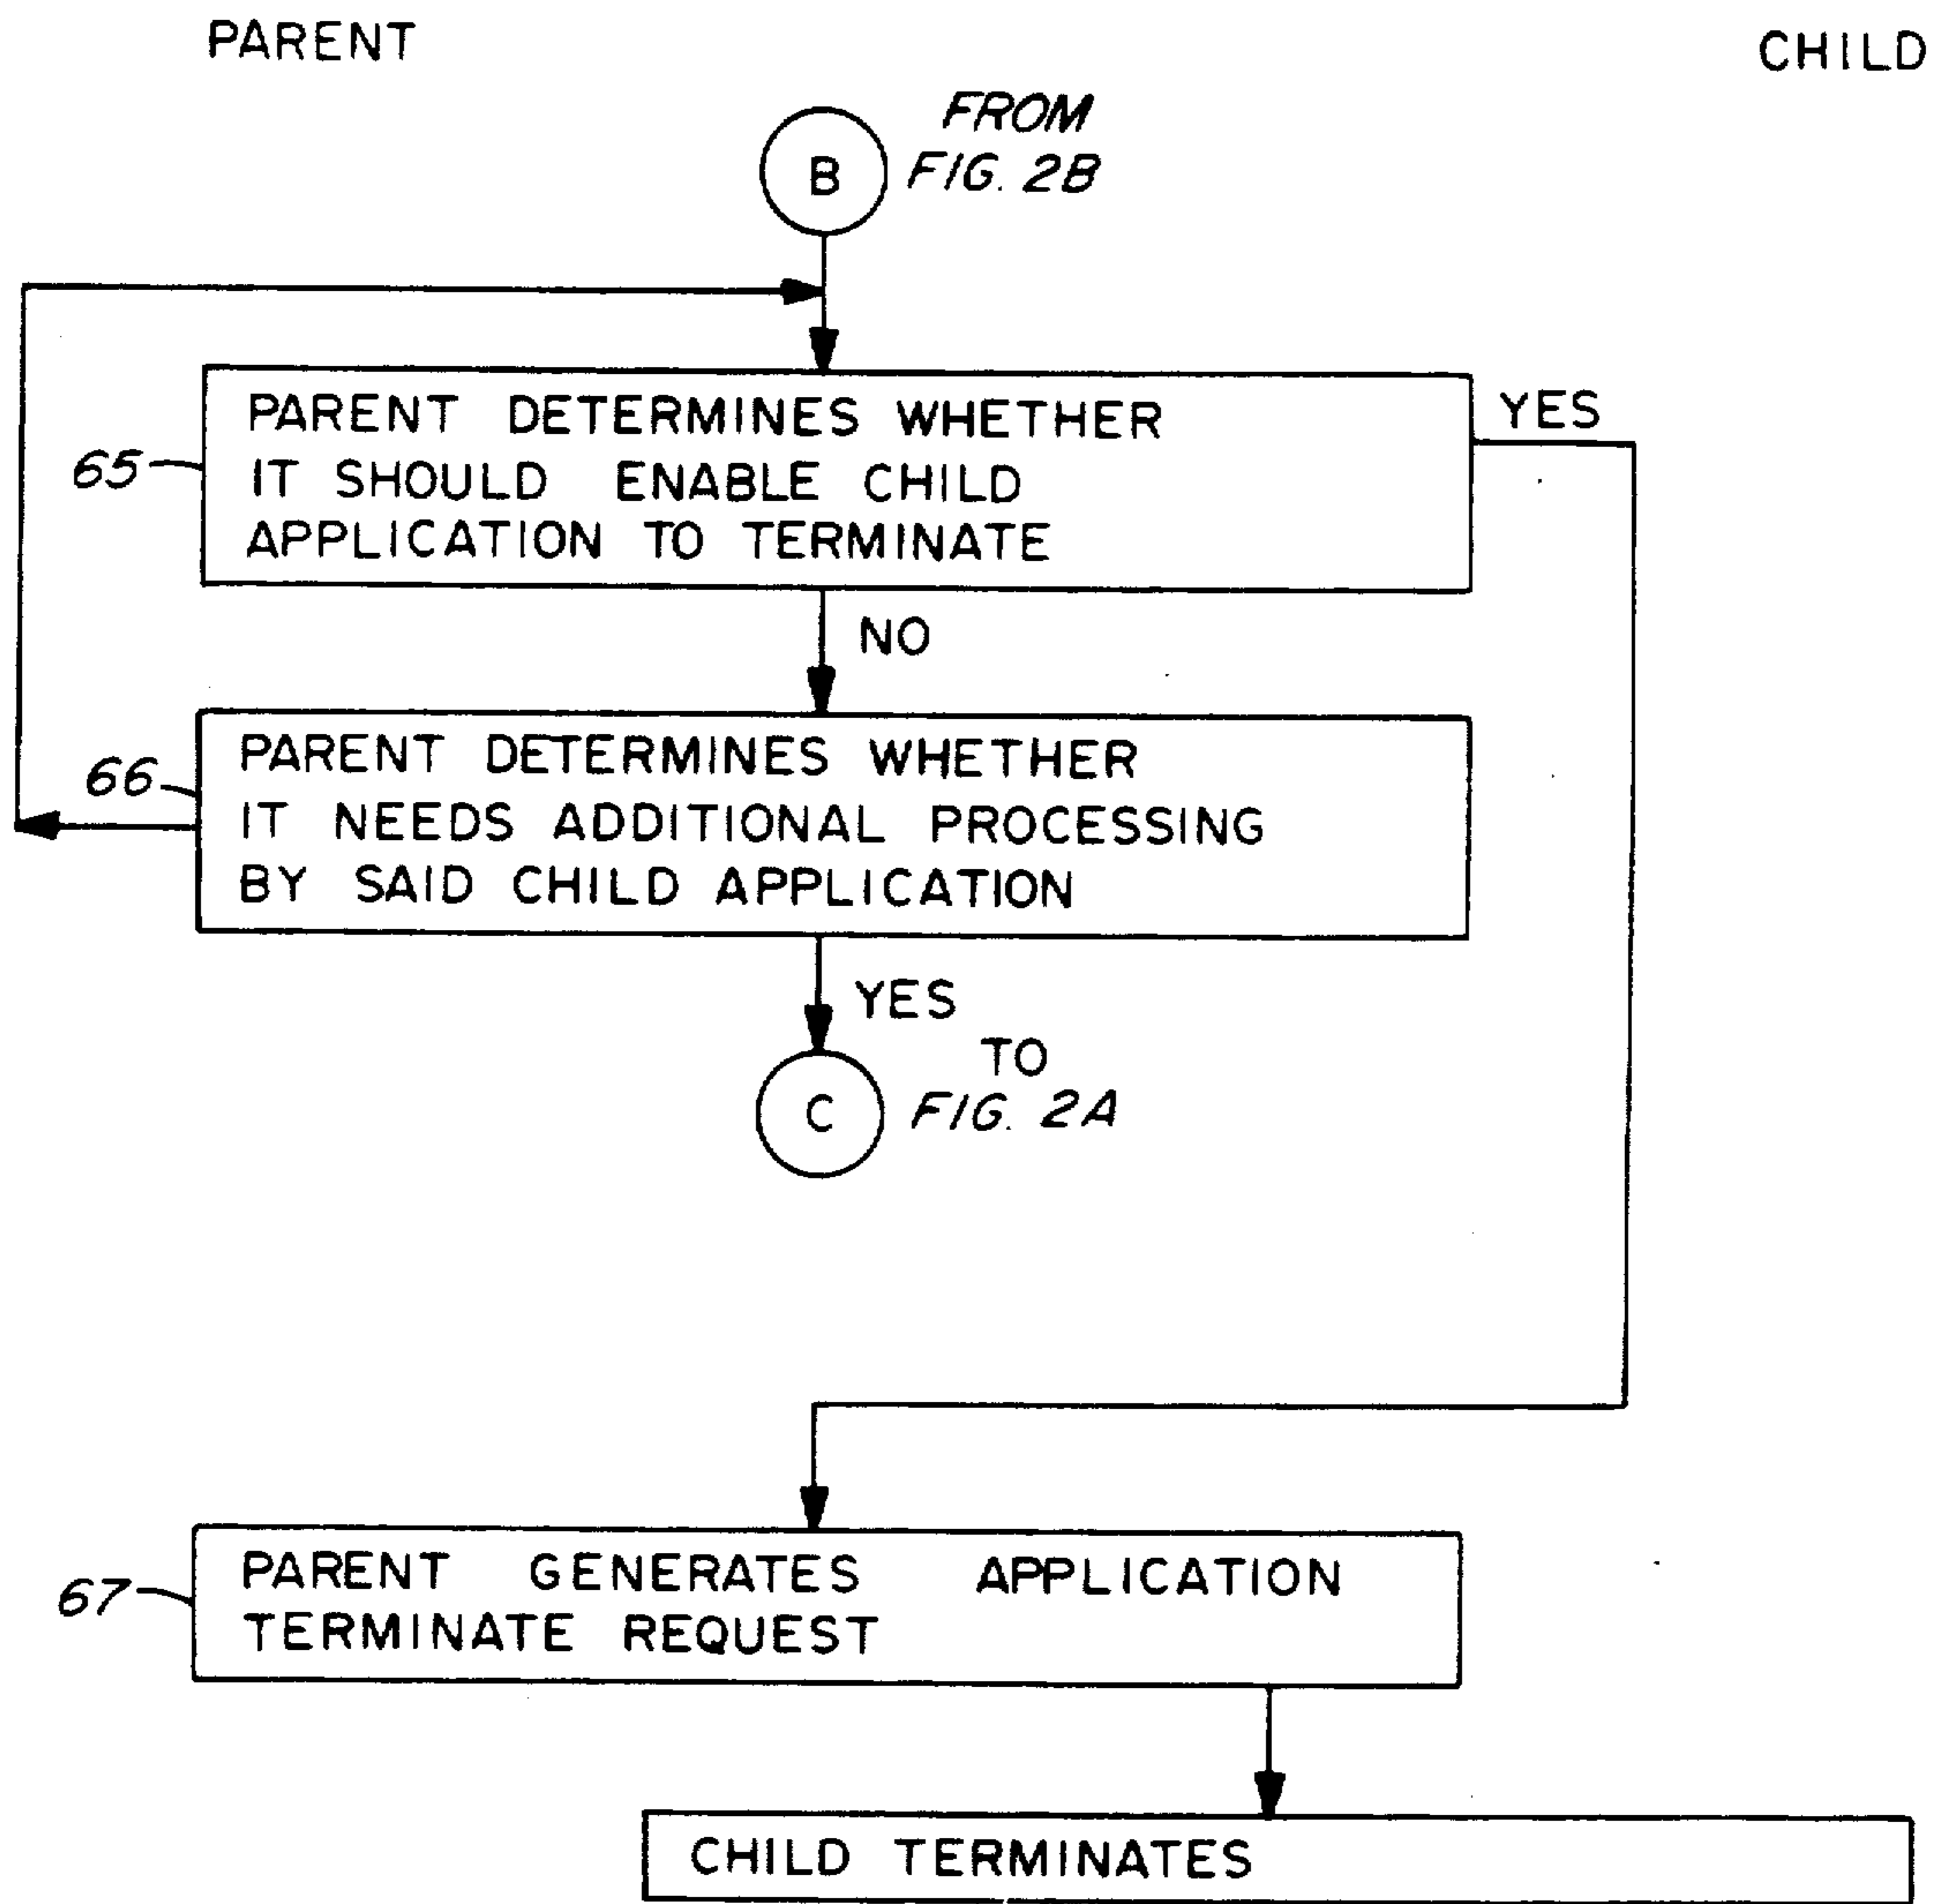 PARENT
CHILD
FROM
FIG. 2B
B
65
PARENT DETERMINES WHETHER
IT SHOULD ENABLE CHILD
APPLICATION TO TERMINATE
YES
NO
66
PARENT DETERMINES WHETHER
IT NEEDS ADDITIONAL PROCESSING
BY SAID CHILD APPLICATION
YES
TO
FIG. 2A
C
67
PARENT GENERATES APPLICATION
TERMINATE REQUEST
CHILD TERMINATES